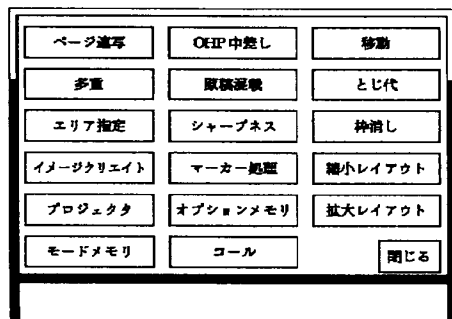 ページ連写 OHP中差し 移動
多重 原稿混載 とじ代
エリア指定 シャープネス 枠消し
イメージクリエイト マーカー処理 縮小レイアウト
プロジェクタ オプションメモリ 拡大レイアウト
モードメモリ コール 閉じる